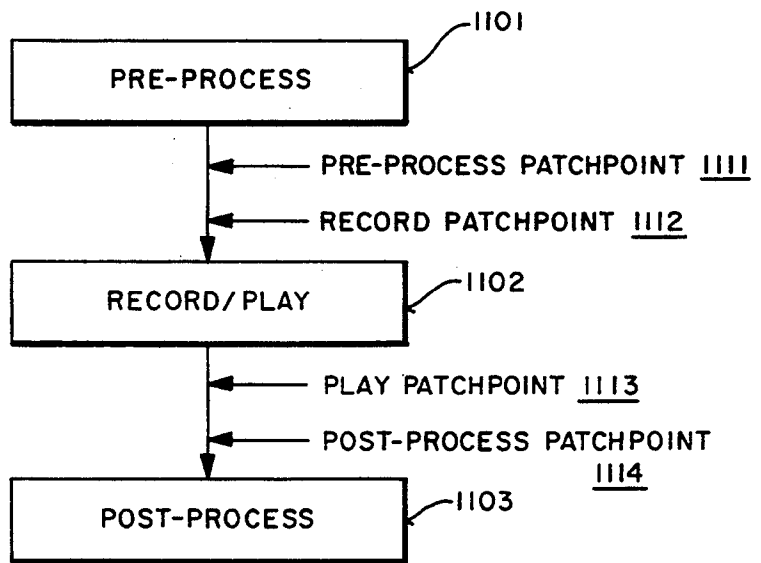 1101
PRE-PROCESS
PRE-PROCESS PATCHPOINT 1111
RECORD PATCHPOINT 1112
1102
RECORD/PLAY
PLAY PATCHPOINT 1113
POST-PROCESS PATCHPOINT
1114
1103
POST-PROCESS